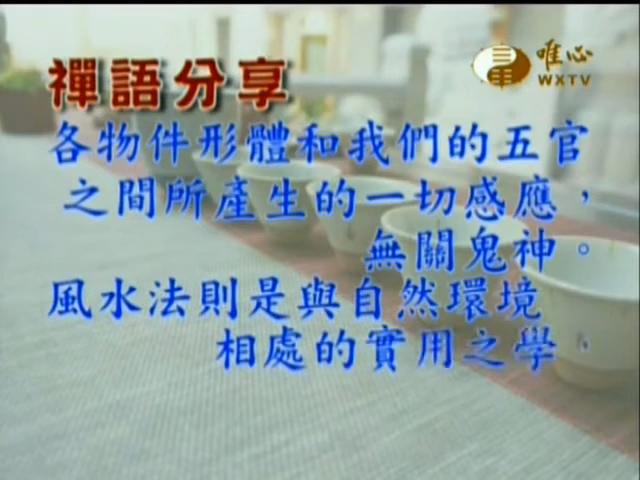 禪語分享
唯心
WXTV
各物件形體和我們的五官
之間所產生的一切感應，
無關鬼神。
風水法則是與自然環境
相處的實用之學。